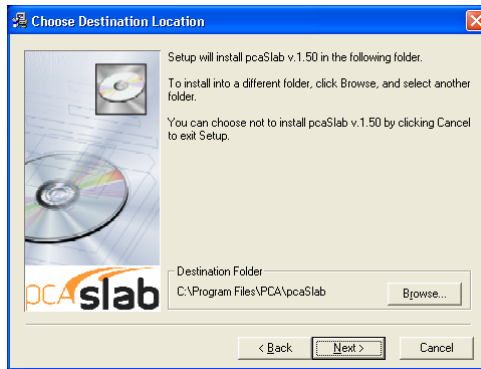 Choose Destination Location
Setup will install pcaSlab v.1.50 in the following folder.
To install into a different folder, click Browse, and select another
folder.
You can choose not to install pcaSlab v.1.50 by clicking Cancel
to exit Setup.
pcaslab
Destination Folder
C:\Program Files\PCA\pcaSlab
Browse...
< Back
Next >
Cancel